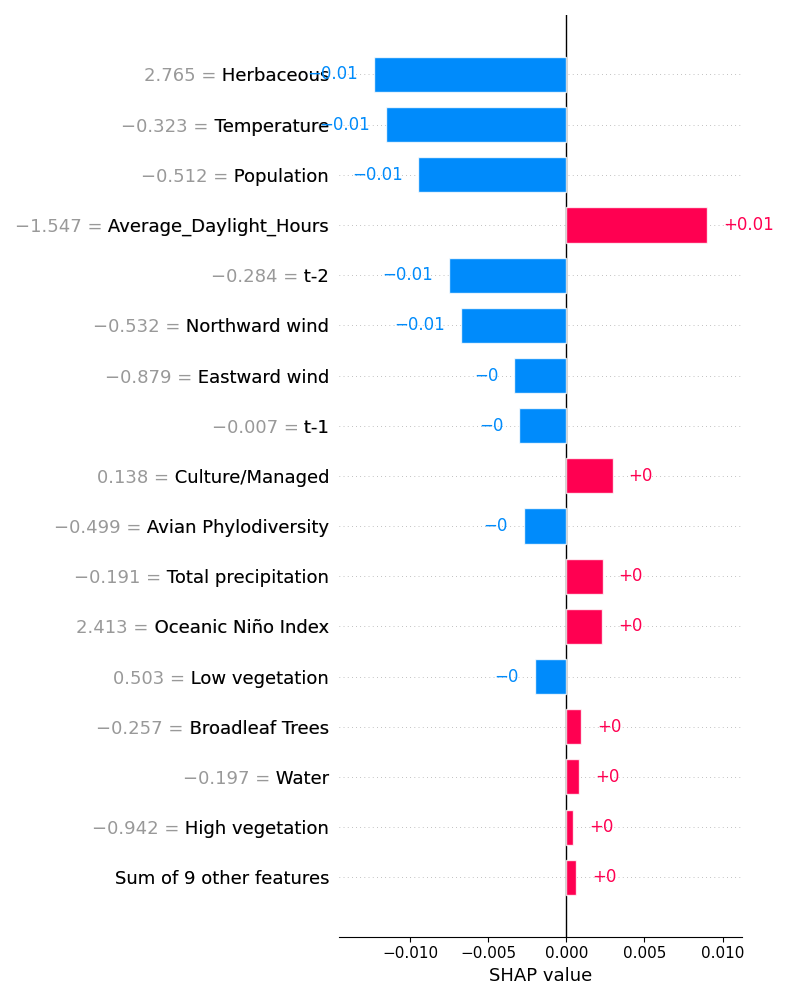 2.765 = Herbaceous −0.01
−0.323 = Temperature −0.01
−0.512 = Population −0.01
−1.547 = Average_Daylight_Hours +0.01
−0.284 = t-2 −0.01
−0.532 = Northward wind −0.01
−0.879 = Eastward wind −0
−0.007 = t-1 −0
0.138 = Culture/Managed +0
−0.499 = Avian Phylodiversity −0
−0.191 = Total precipitation +0
2.413 = Oceanic Niño Index +0
0.503 = Low vegetation −0
−0.257 = Broadleaf Trees +0
−0.197 = Water +0
−0.942 = High vegetation +0
Sum of 9 other features +0
−0.010 −0.005 0.000 0.005 0.010
SHAP value